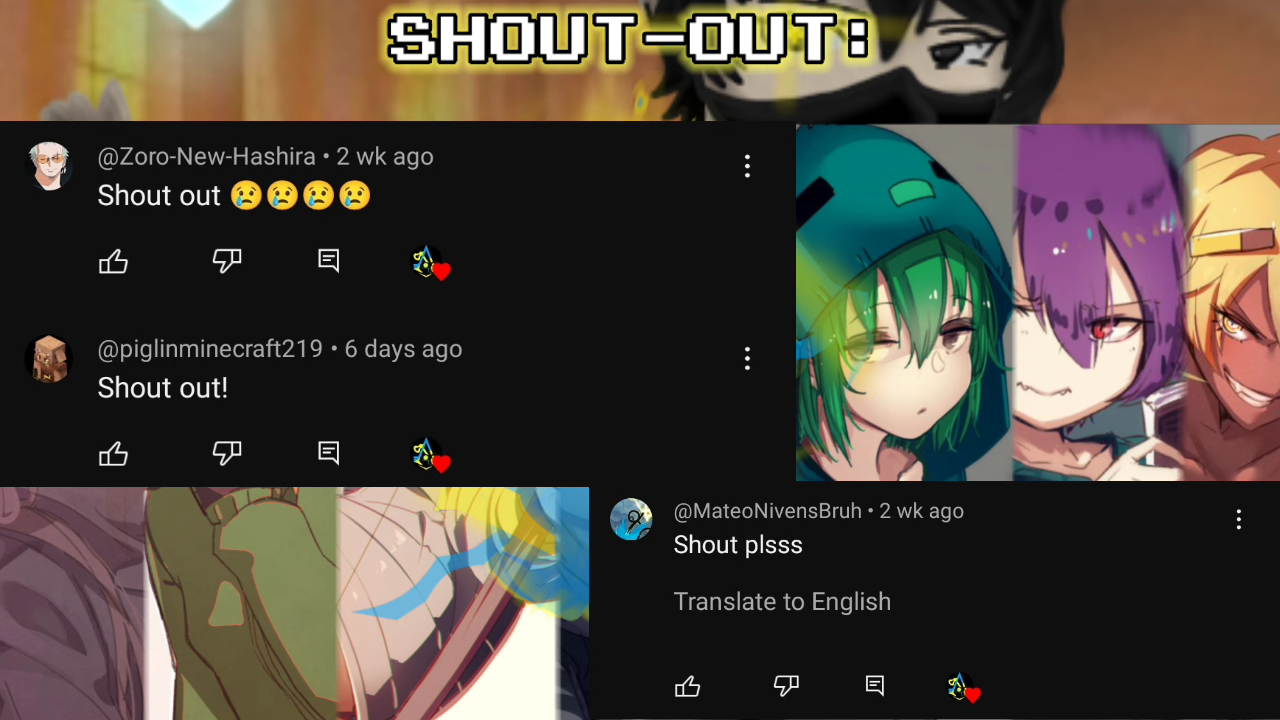 SHOUT-OUT:
@Zoro-New-Hashira • 2 wk ago
Shout out 😢😢😢😢
@piglinminecraft219 • 6 days ago
Shout out!
@MateoNivensBruh • 2 wk ago
Shout plsss
Translate to English